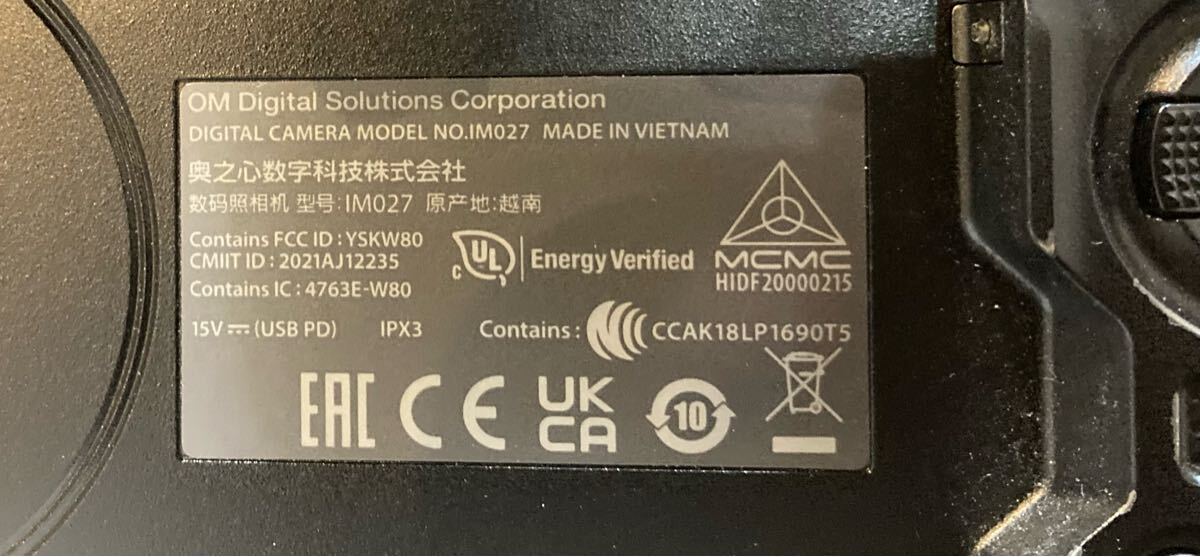 OM Digital Solutions Corporation
DIGITAL CAMERA MODEL NO.IM027 MADE IN VIETNAM
奥之心数字科技株式会社
数码照相机 型号:IM027 原产地:越南
Contains FCC ID : YSKW80
CMIIT ID : 2021AJ12235
Contains IC : 4763E-W80
c UL Energy Verified
MCMC
HIDF20000215
15V (USB PD) IPX3
Contains : CCAK18LP1690T5
EAC CE UK
CA
10